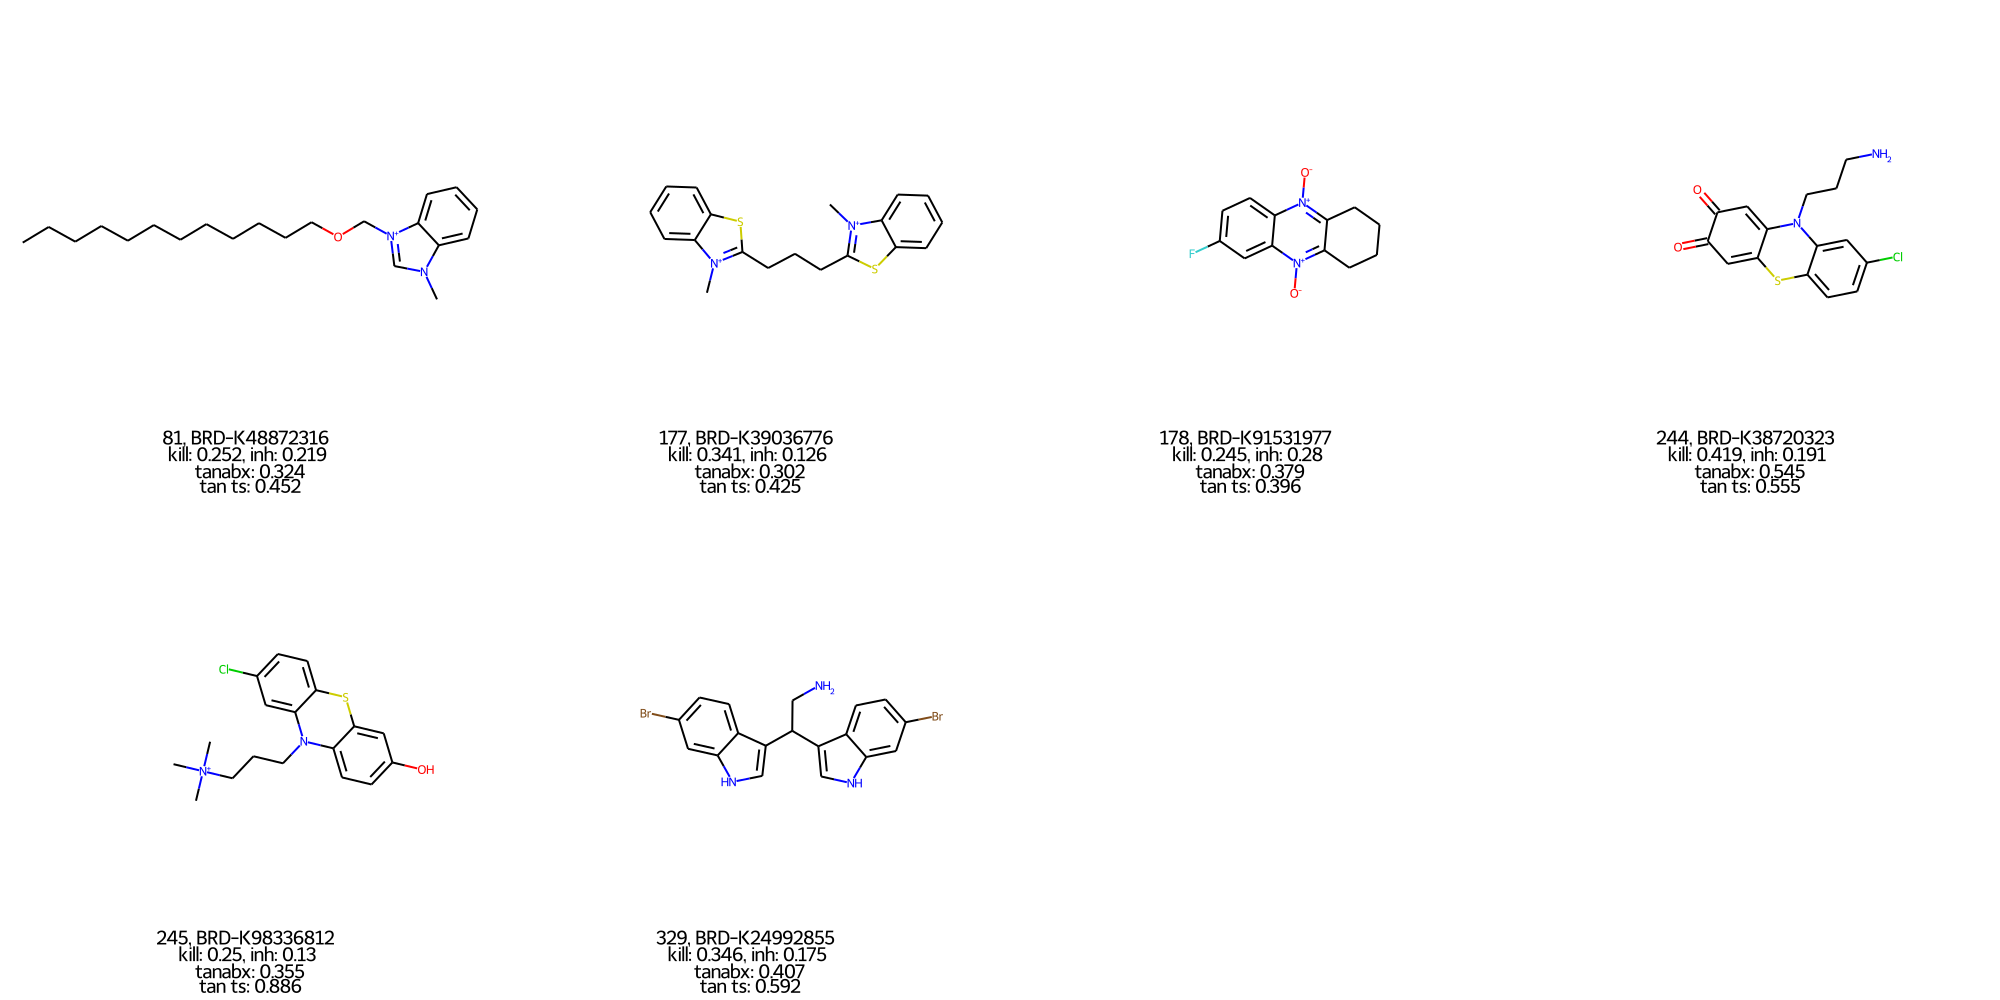 O
N⁺
N
S
N⁺
N⁺
S
O⁻
N⁺
F
N⁺
O⁻
NH₂
O
O
N
Cl
S
81, BRD-K48872316
kill: 0.252, inh: 0.219
tanabx: 0.324
tan ts: 0.452
177, BRD-K39036776
kill: 0.341, inh: 0.126
tanabx: 0.302
tan ts: 0.425
178, BRD-K91531977
kill: 0.245, inh: 0.28
tanabx: 0.379
tan ts: 0.396
244, BRD-K38720323
kill: 0.419, inh: 0.191
tanabx: 0.545
tan ts: 0.555
Cl
S
N
N⁺
OH
NH₂
Br
Br
HN
NH
245, BRD-K98336812
kill: 0.25, inh: 0.13
tanabx: 0.355
tan ts: 0.886
329, BRD-K24992855
kill: 0.346, inh: 0.175
tanabx: 0.407
tan ts: 0.592